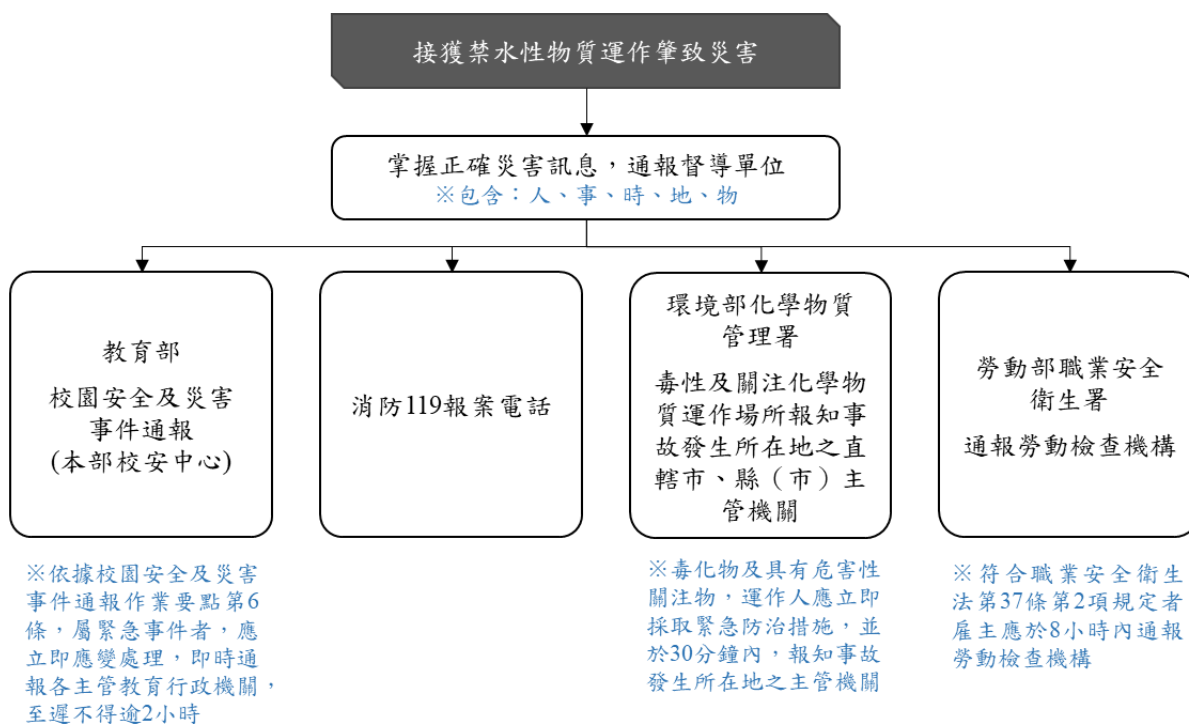 接獲禁水性物質運作肇致災害
掌握正確災害訊息，通報督導單位
※包含：人、事、時、地、物
教育部
校園安全及災害
事件通報
(本部校安中心)
消防119報案電話
環境部化學物質
管理署
毒性及關注化學物
質運作場所報知事
故發生所在地之直
轄市、縣（市）主
管機關
勞動部職業安全
衛生署
通報勞動檢查機構
※依據校園安全及災害
事件通報作業要點第6
條，屬緊急事件者，應
立即應變處理，即時通
報各主管教育行政機關，
至遲不得逾2小時
※毒化物及具有危害性
關注物，運作人應立即
採取緊急防治措施，並
於30分鐘內，報知事故
發生所在地之主管機關
※符合職業安全衛生
法第37條第2項規定者
雇主應於8小時內通報
勞動檢查機構